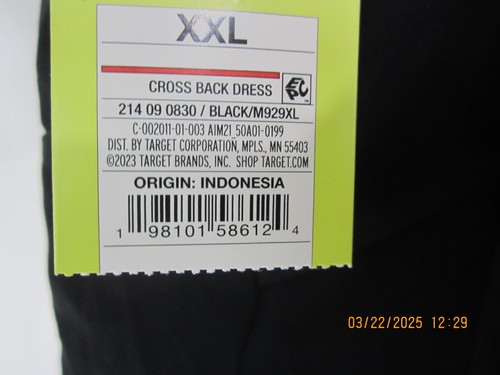 XXL
CROSS BACK DRESS
EPC
214 09 0830 / BLACK/M929XL
C-002011-01-003 AIM21_50A01-0199
DIST. BY TARGET CORPORATION, MPLS., MN 55403
©2023 TARGET BRANDS, INC. SHOP TARGET.COM
ORIGIN: INDONESIA
1 98101 58612 4
03/22/2025 12:29